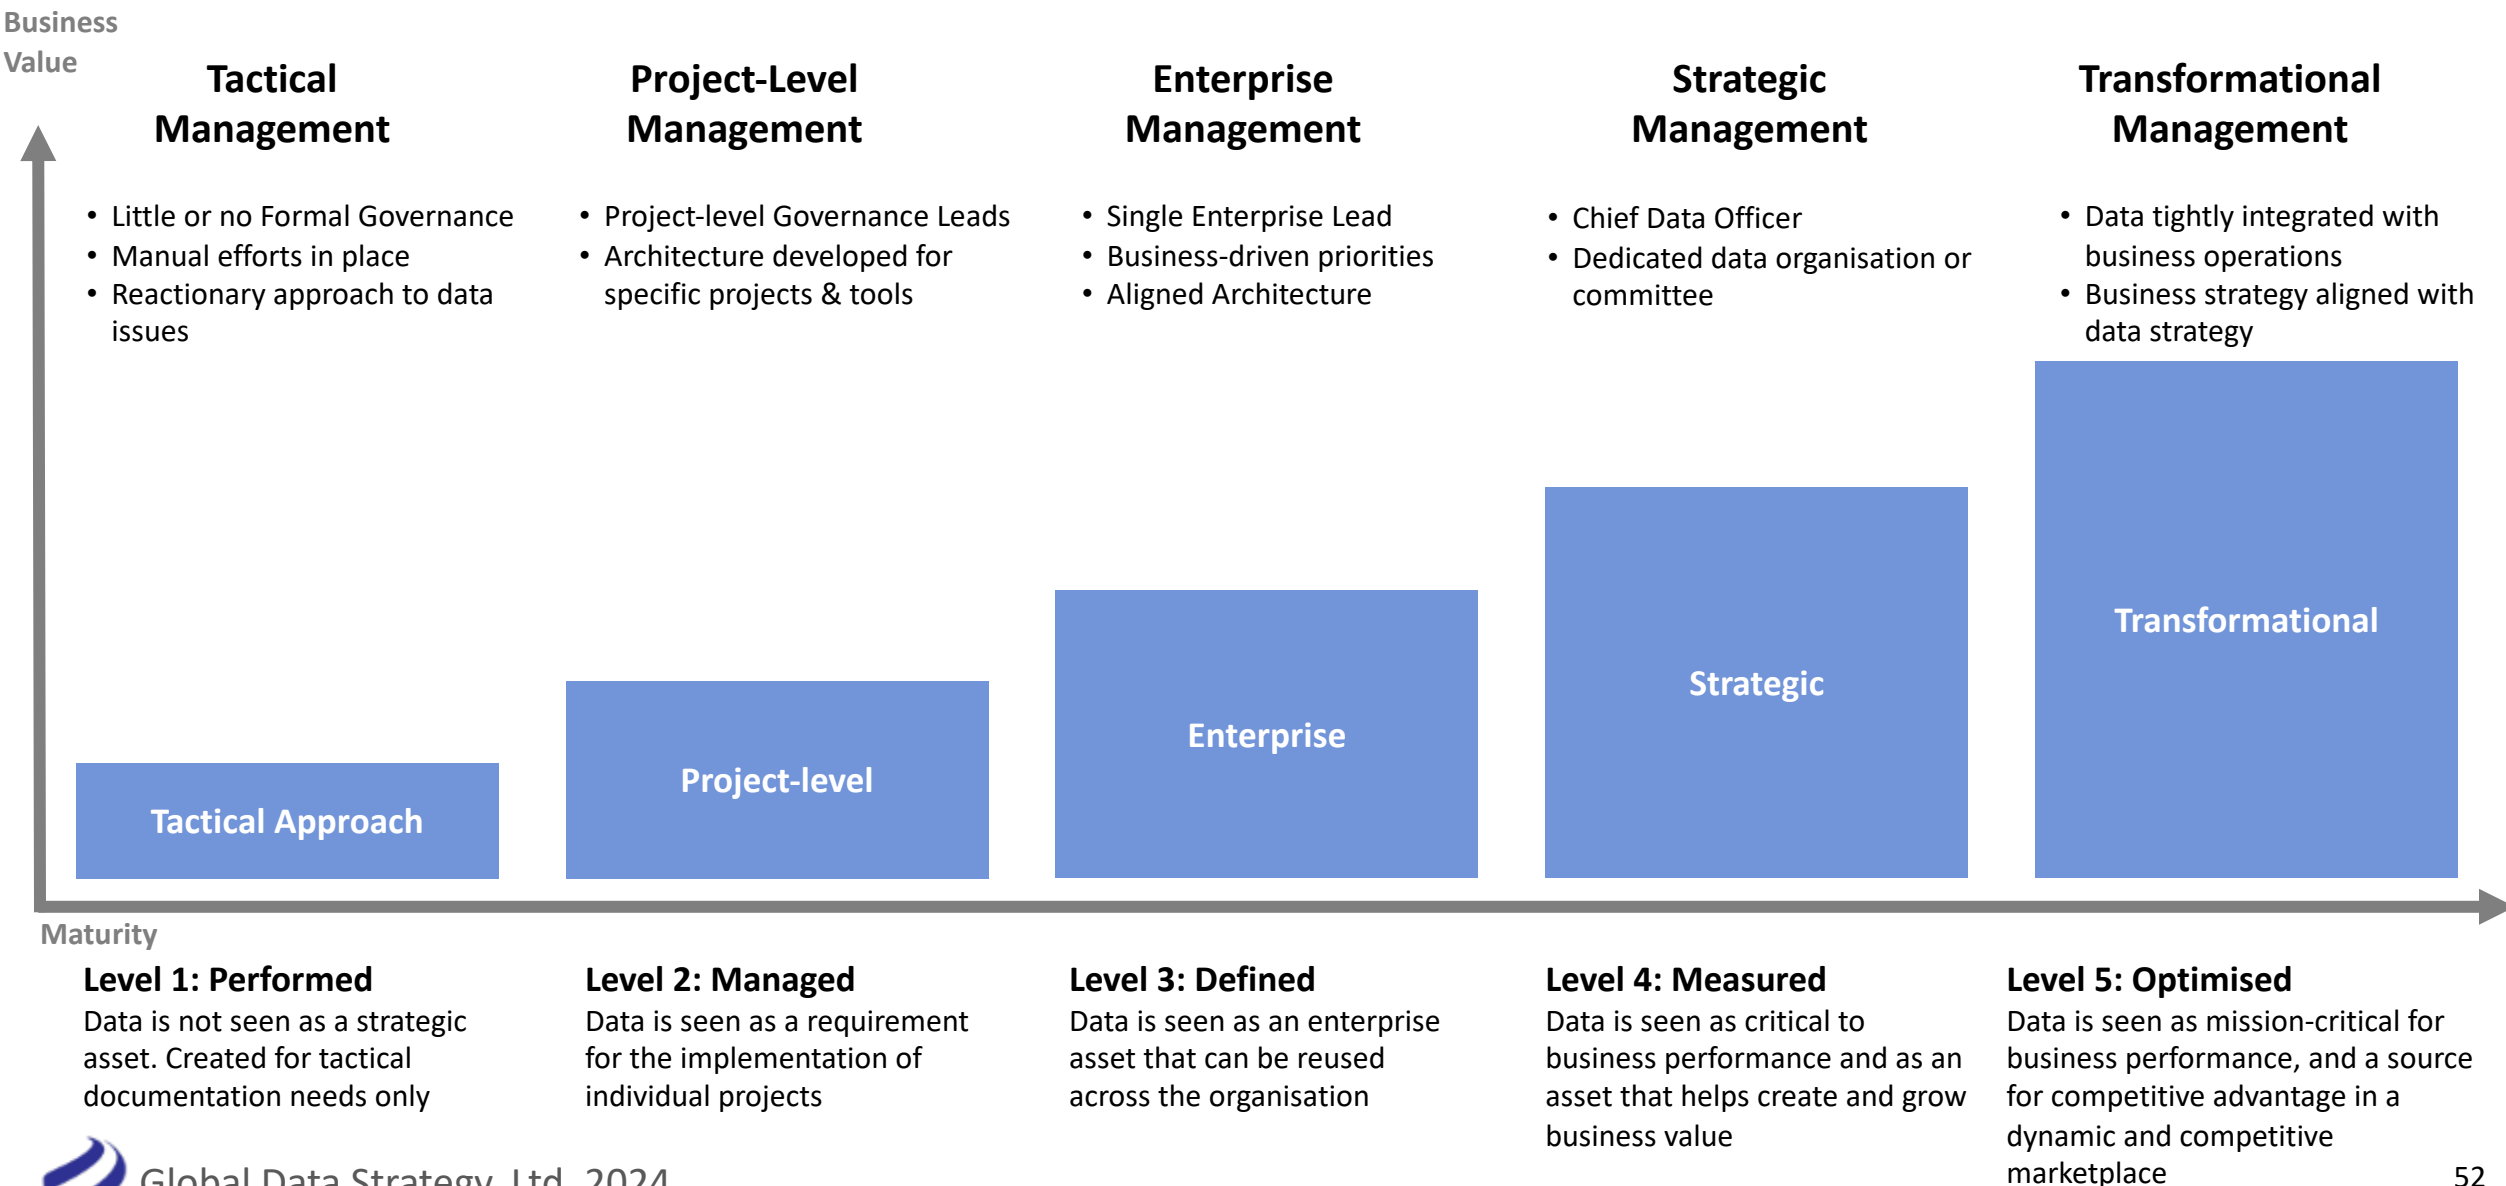 Business
Value
Tactical
Management
Project-Level
Management
Enterprise
Management
Strategic
Management
Transformational
Management
• Little or no Formal Governance
• Manual efforts in place
• Reactionary approach to data
issues
• Project-level Governance Leads
• Architecture developed for
specific projects & tools
• Single Enterprise Lead
• Business-driven priorities
• Aligned Architecture
• Chief Data Officer
• Dedicated data organisation or
committee
• Data tightly integrated with
business operations
• Business strategy aligned with
data strategy
Tactical Approach
Project-level
Enterprise
Strategic
Transformational
Maturity
Level 1: Performed
Data is not seen as a strategic
asset. Created for tactical
documentation needs only
Level 2: Managed
Data is seen as a requirement
for the implementation of
individual projects
Level 3: Defined
Data is seen as an enterprise
asset that can be reused
across the organisation
Level 4: Measured
Data is seen as critical to
business performance and as an
asset that helps create and grow
business value
Level 5: Optimised
Data is seen as mission-critical for
business performance, and a source
for competitive advantage in a
dynamic and competitive
marketplace
Global Data Strategy, Ltd. 2024
52